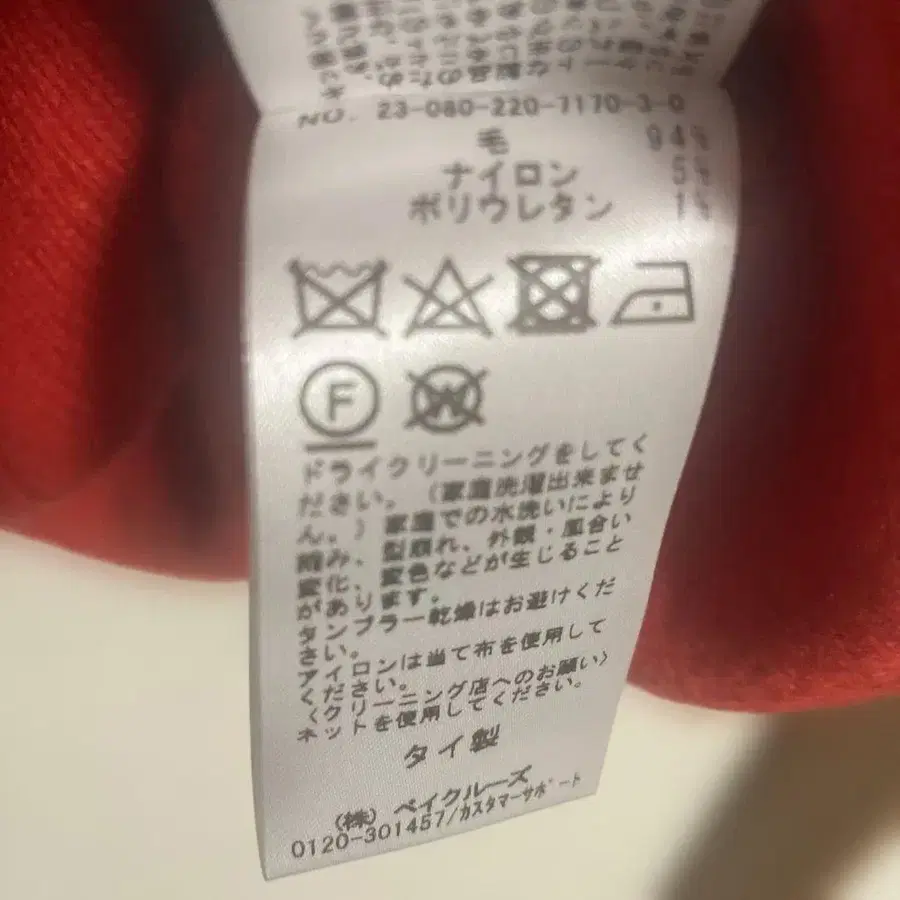 NO. 23-080-220-7170-3-0
毛 94%
ナイロン 5%
ポリウレタン 1%
F
W
ドライクリーニングをしてく
ださい。（家庭洗濯出来ませ
ん。）家庭での水洗いにより
縮み、型崩れ、外観・風合い
変化、変色などが生じること
があります。
タンブラー乾燥はお避けくだ
さい。
アイロンは当て布を使用して
ください。
〈クリーニング店へのお願い〉
ネットを使用してください。
タイ製
（株）ベイクルーズ
0120-301457/カスタマーサポート